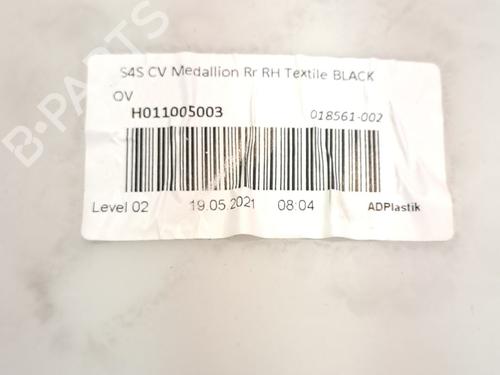 S4S CV Medallion Rr RH Textile BLACK
OV
H011005003 018561-002
Level 02 19.05.2021 08:04 ADPlastik
B-PARTS